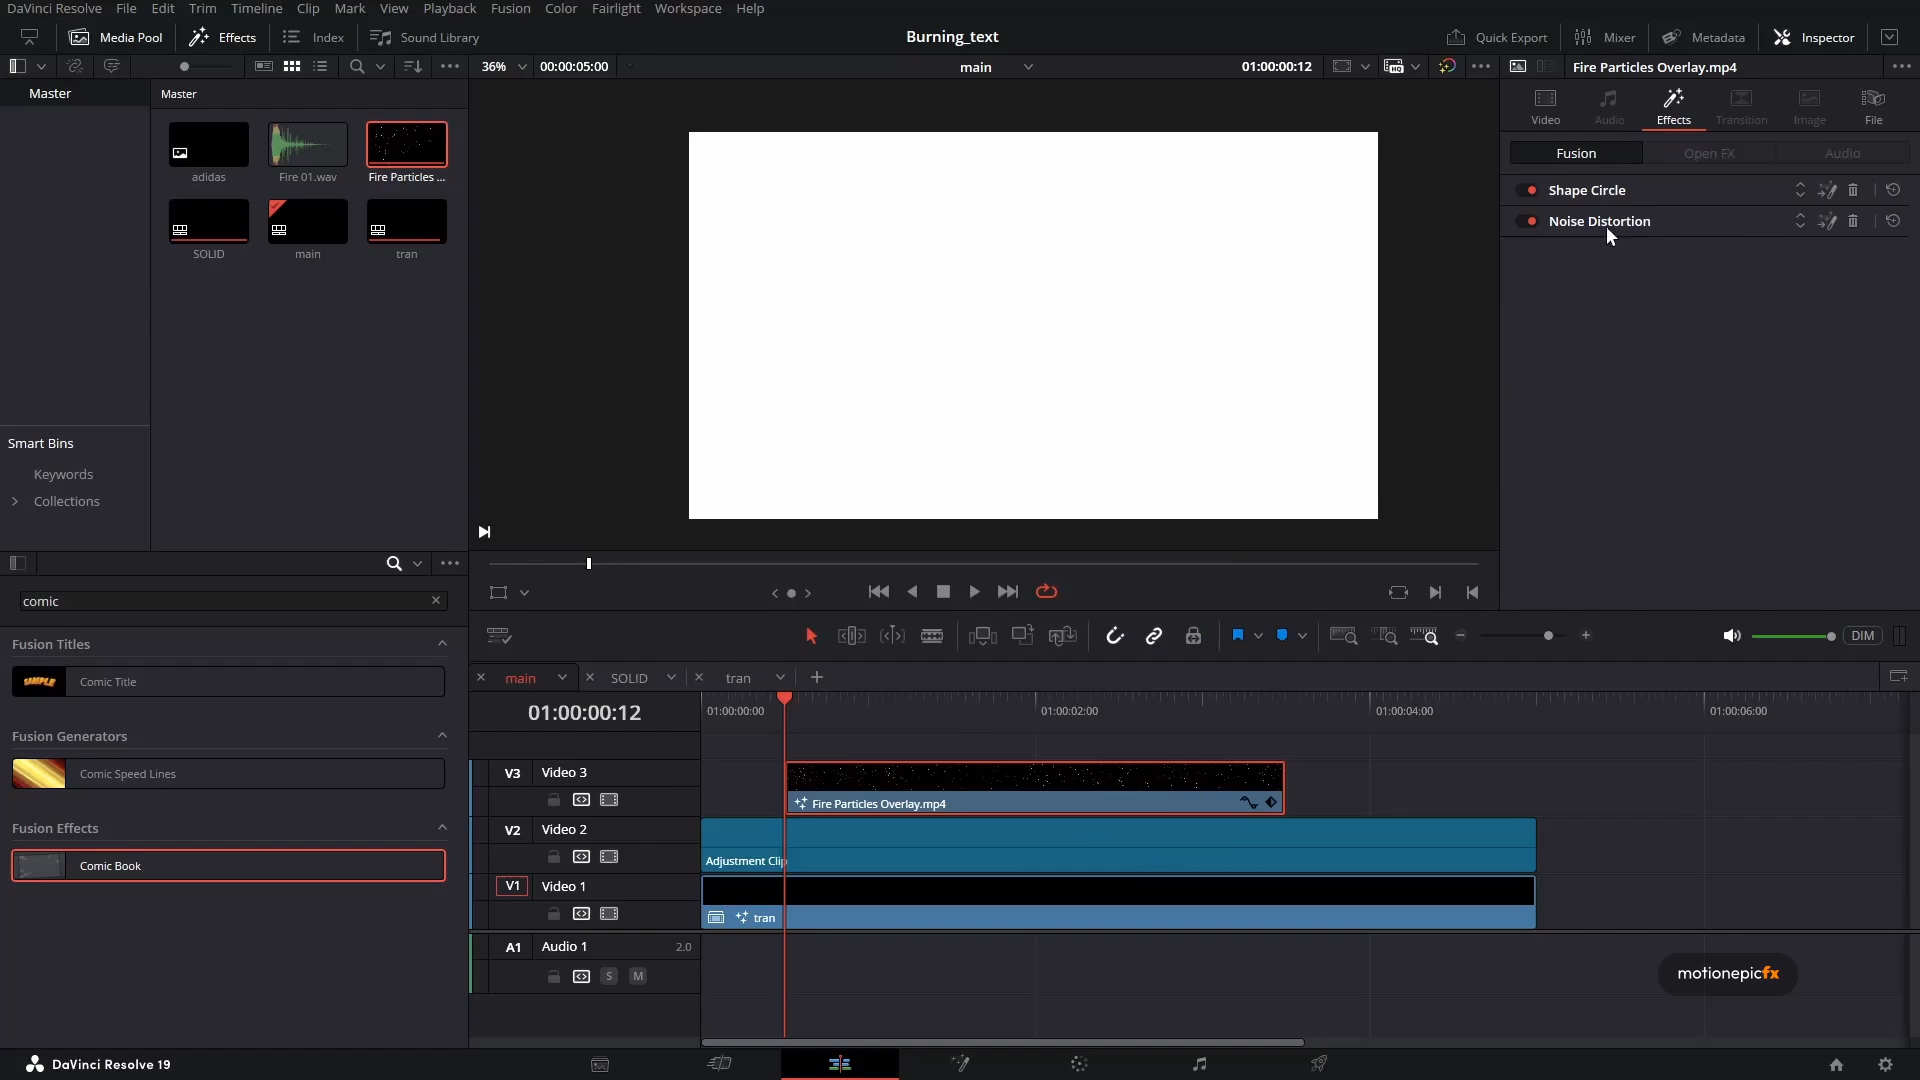 DaVinci Resolve File Edit Trim Timeline Clip Mark View Playback Fusion Color Fairlight Workspace Help
Media Pool Effects Index Sound Library Burning_text Quick Export Mixer Metadata Inspector
36% 00:00:05:00 main 01:00:00:12 HQ Fire Particles Overlay.mp4
Master Master
Video Audio Effects Transition Image File
Fusion Open FX Audio
adidas Fire 01.wav Fire Particles ...
Shape Circle
Noise Distortion
SOLID main tran
Smart Bins
Keywords
Collections
comic
Fusion Titles
SAMPLE Comic Title
Fusion Generators
Comic Speed Lines
Fusion Effects
Comic Book
DIM
main SOLID tran
01:00:00:12 01:00:00:00 01:00:02:00 01:00:04:00 01:00:06:00
V3 Video 3
Fire Particles Overlay.mp4
V2 Video 2
Adjustment Clip
V1 Video 1
tran
A1 Audio 1 2.0
S M
motionepicfx
DaVinci Resolve 19